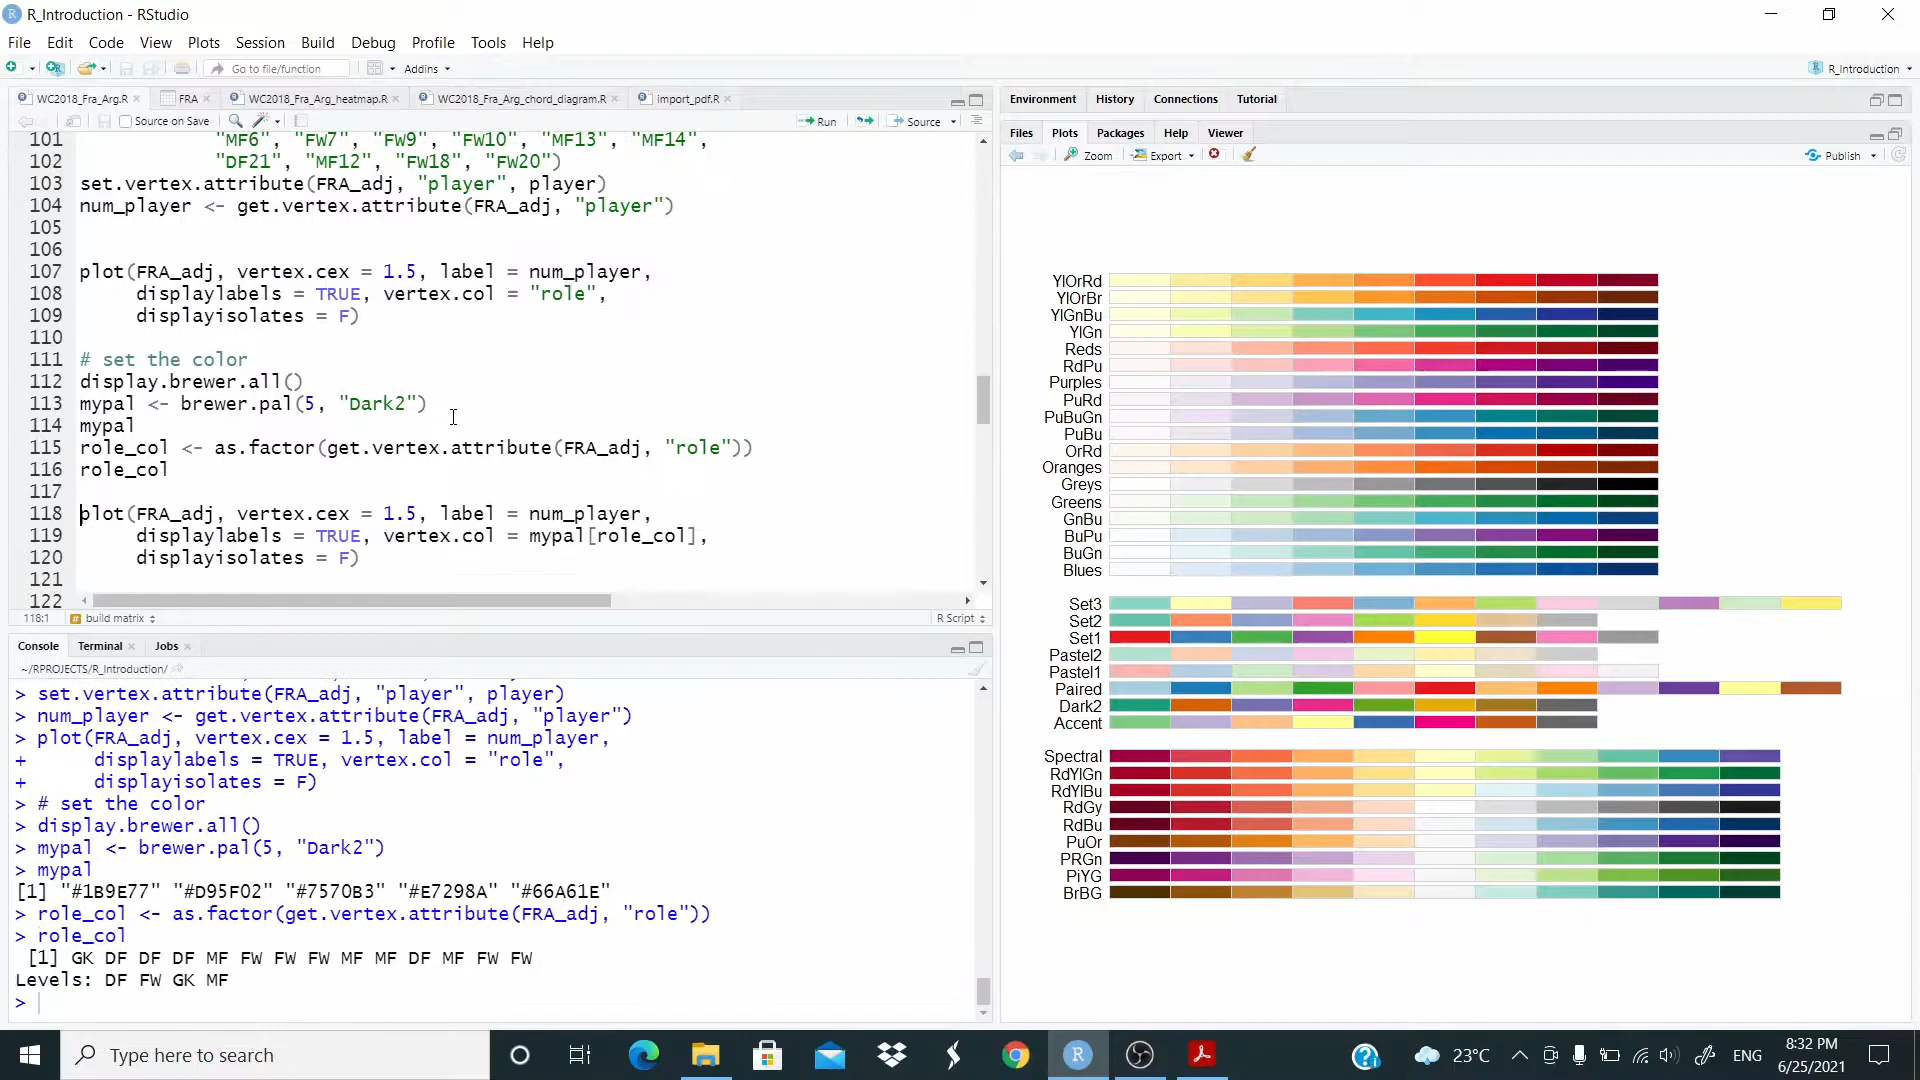 R_Introduction - RStudio
File Edit Code View Plots Session Build Debug Profile Tools Help
Go to file/function Addins R_Introduction
WC2018_Fra_Arg.R FRA WC2018_Fra_Arg_heatmap.R WC2018_Fra_Arg_chord_diagram.R import_pdf.R
Source on Save Run Source
101 "MF6", "FW7", "FW9", "FW10", "MF13", "MF14",
102 "DF21", "MF12", "FW18", "FW20")
103 set.vertex.attribute(FRA_adj, "player", player)
104 num_player <- get.vertex.attribute(FRA_adj, "player")
105
106
107 plot(FRA_adj, vertex.cex = 1.5, label = num_player,
108 displaylabels = TRUE, vertex.col = "role",
109 displayisolates = F)
110
111 # set the color
112 display.brewer.all()
113 mypal <- brewer.pal(5, "Dark2")
114 mypal
115 role_col <- as.factor(get.vertex.attribute(FRA_adj, "role"))
116 role_col
117
118 plot(FRA_adj, vertex.cex = 1.5, label = num_player,
119 displaylabels = TRUE, vertex.col = mypal[role_col],
120 displayisolates = F)
121
122
118:1 # build matrix R Script
Console Terminal Jobs
~/RPROJECTS/R_Introduction/
> set.vertex.attribute(FRA_adj, "player", player)
> num_player <- get.vertex.attribute(FRA_adj, "player")
> plot(FRA_adj, vertex.cex = 1.5, label = num_player,
+ displaylabels = TRUE, vertex.col = "role",
+ displayisolates = F)
> # set the color
> display.brewer.all()
> mypal <- brewer.pal(5, "Dark2")
> mypal
[1] "#1B9E77" "#D95F02" "#7570B3" "#E7298A" "#66A61E"
> role_col <- as.factor(get.vertex.attribute(FRA_adj, "role"))
> role_col
[1] GK DF DF DF MF FW FW FW MF MF DF MF FW FW
Levels: DF FW GK MF
>
Environment History Connections Tutorial
Files Plots Packages Help Viewer
Zoom Export Publish
YlOrRd
YlOrBr
YlGnBu
YlGn
Reds
RdPu
Purples
PuRd
PuBuGn
PuBu
OrRd
Oranges
Greys
Greens
GnBu
BuPu
BuGn
Blues
Set3
Set2
Set1
Pastel2
Pastel1
Paired
Dark2
Accent
Spectral
RdYlGn
RdYlBu
RdGy
RdBu
PuOr
PRGn
PiYG
BrBG
Type here to search
23°C ENG
8:32 PM
6/25/2021